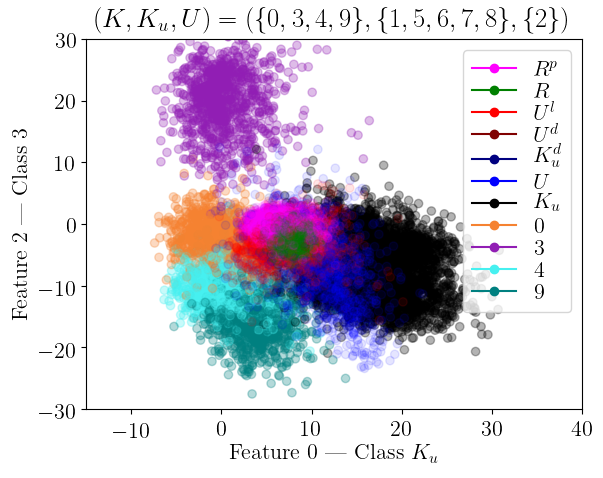 (K, K_u, U) = ({0, 3, 4, 9}, {1, 5, 6, 7, 8}, {2})
30
20
10
0
−10
−20
−30
Feature 2 — Class 3
R^p
R
U^l
U^d
K_u^d
U
K_u
0
3
4
9
−10
0
10
20
30
40
Feature 0 — Class K_u